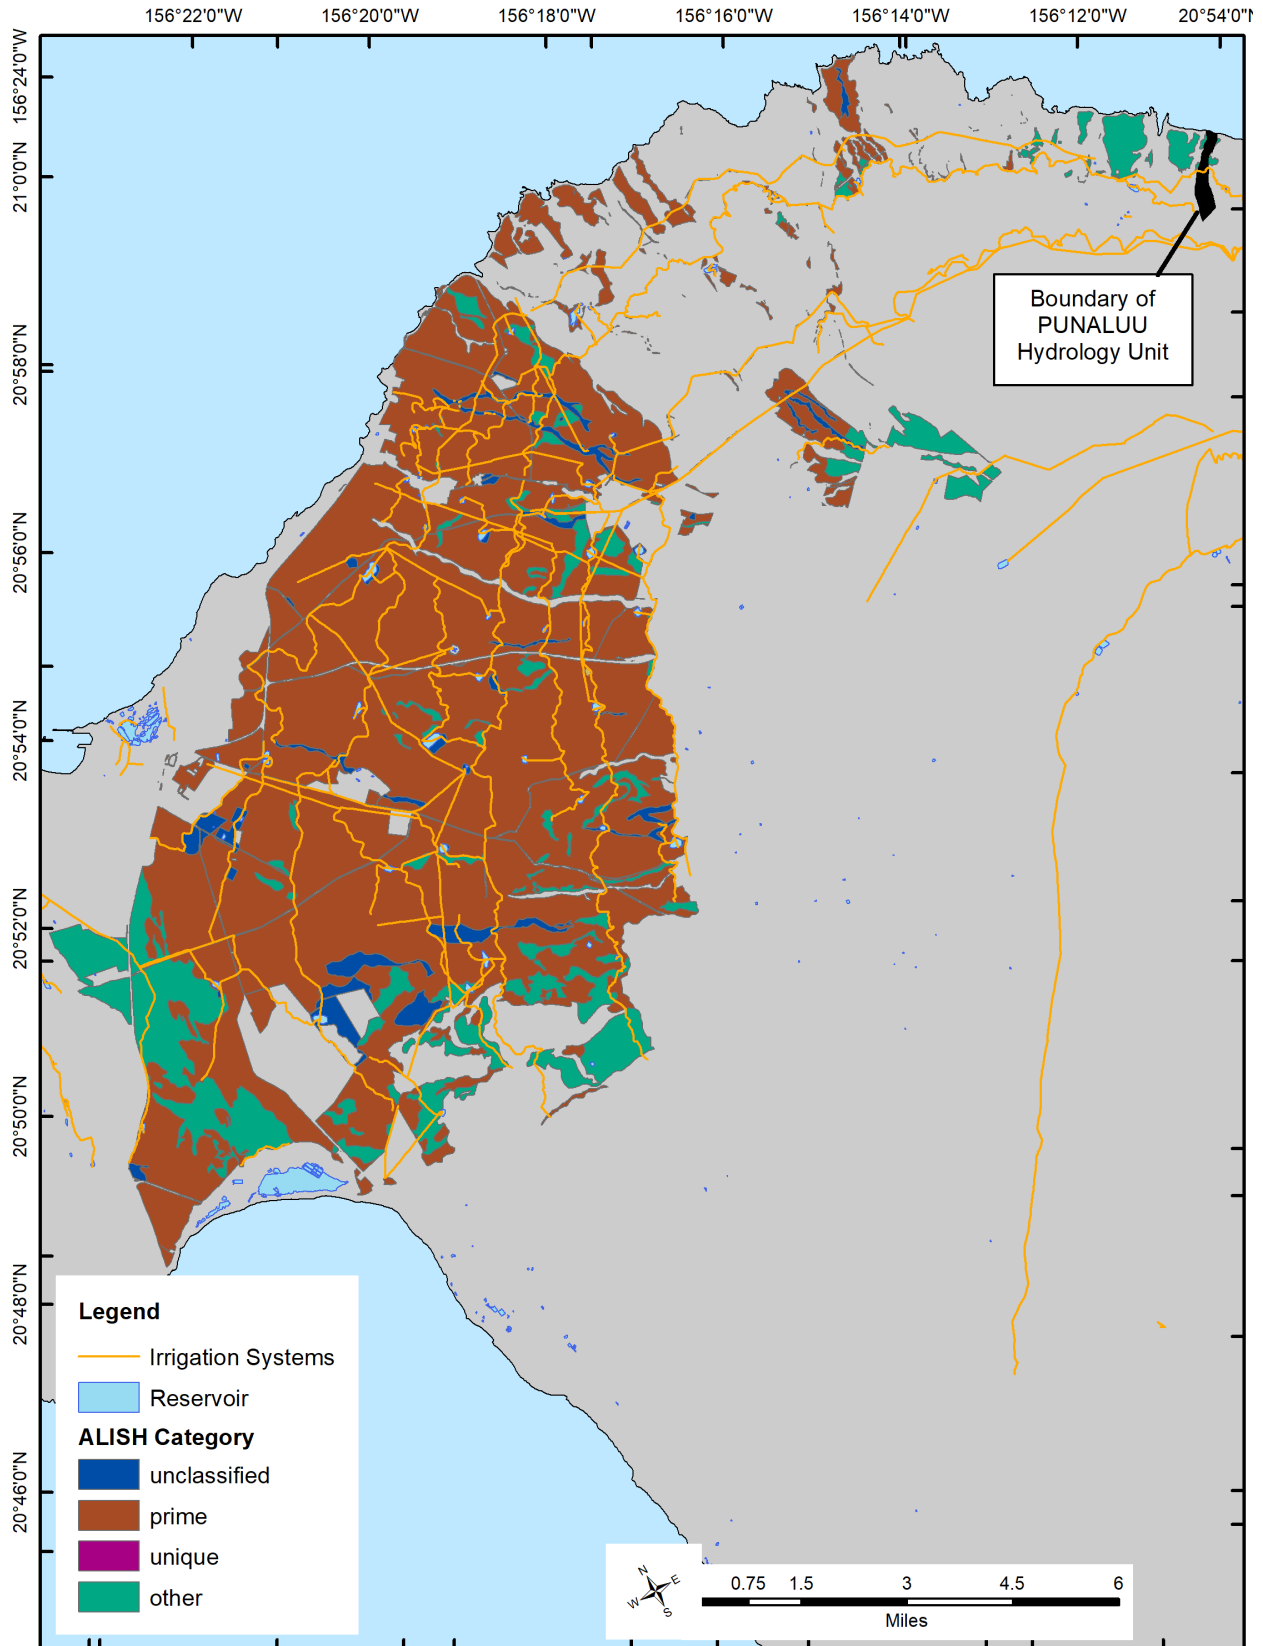 156°22'0"W 156°20'0"W 156°18'0"W 156°16'0"W 156°14'0"W 156°12'0"W 20°54'0"N
156°24'0"W
21°0'0"N
20°58'0"N
20°56'0"N
20°54'0"N
20°52'0"N
20°50'0"N
20°48'0"N
20°46'0"N
Boundary of
PUNALUU
Hydrology Unit
Legend
Irrigation Systems
Reservoir
ALISH Category
unclassified
prime
unique
other
N
E
W
S
0.75 1.5 3 4.5 6
Miles